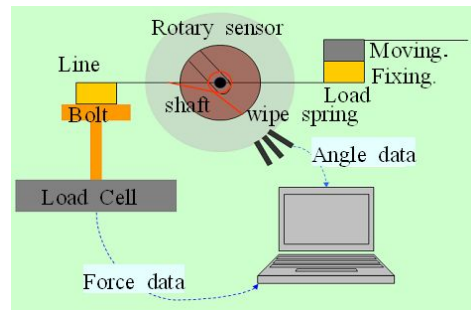 Rotary sensor
Moving.
Line
Fixing.
Load
shaft
wipe spring
Bolt
Angle data
Load Cell
Force data